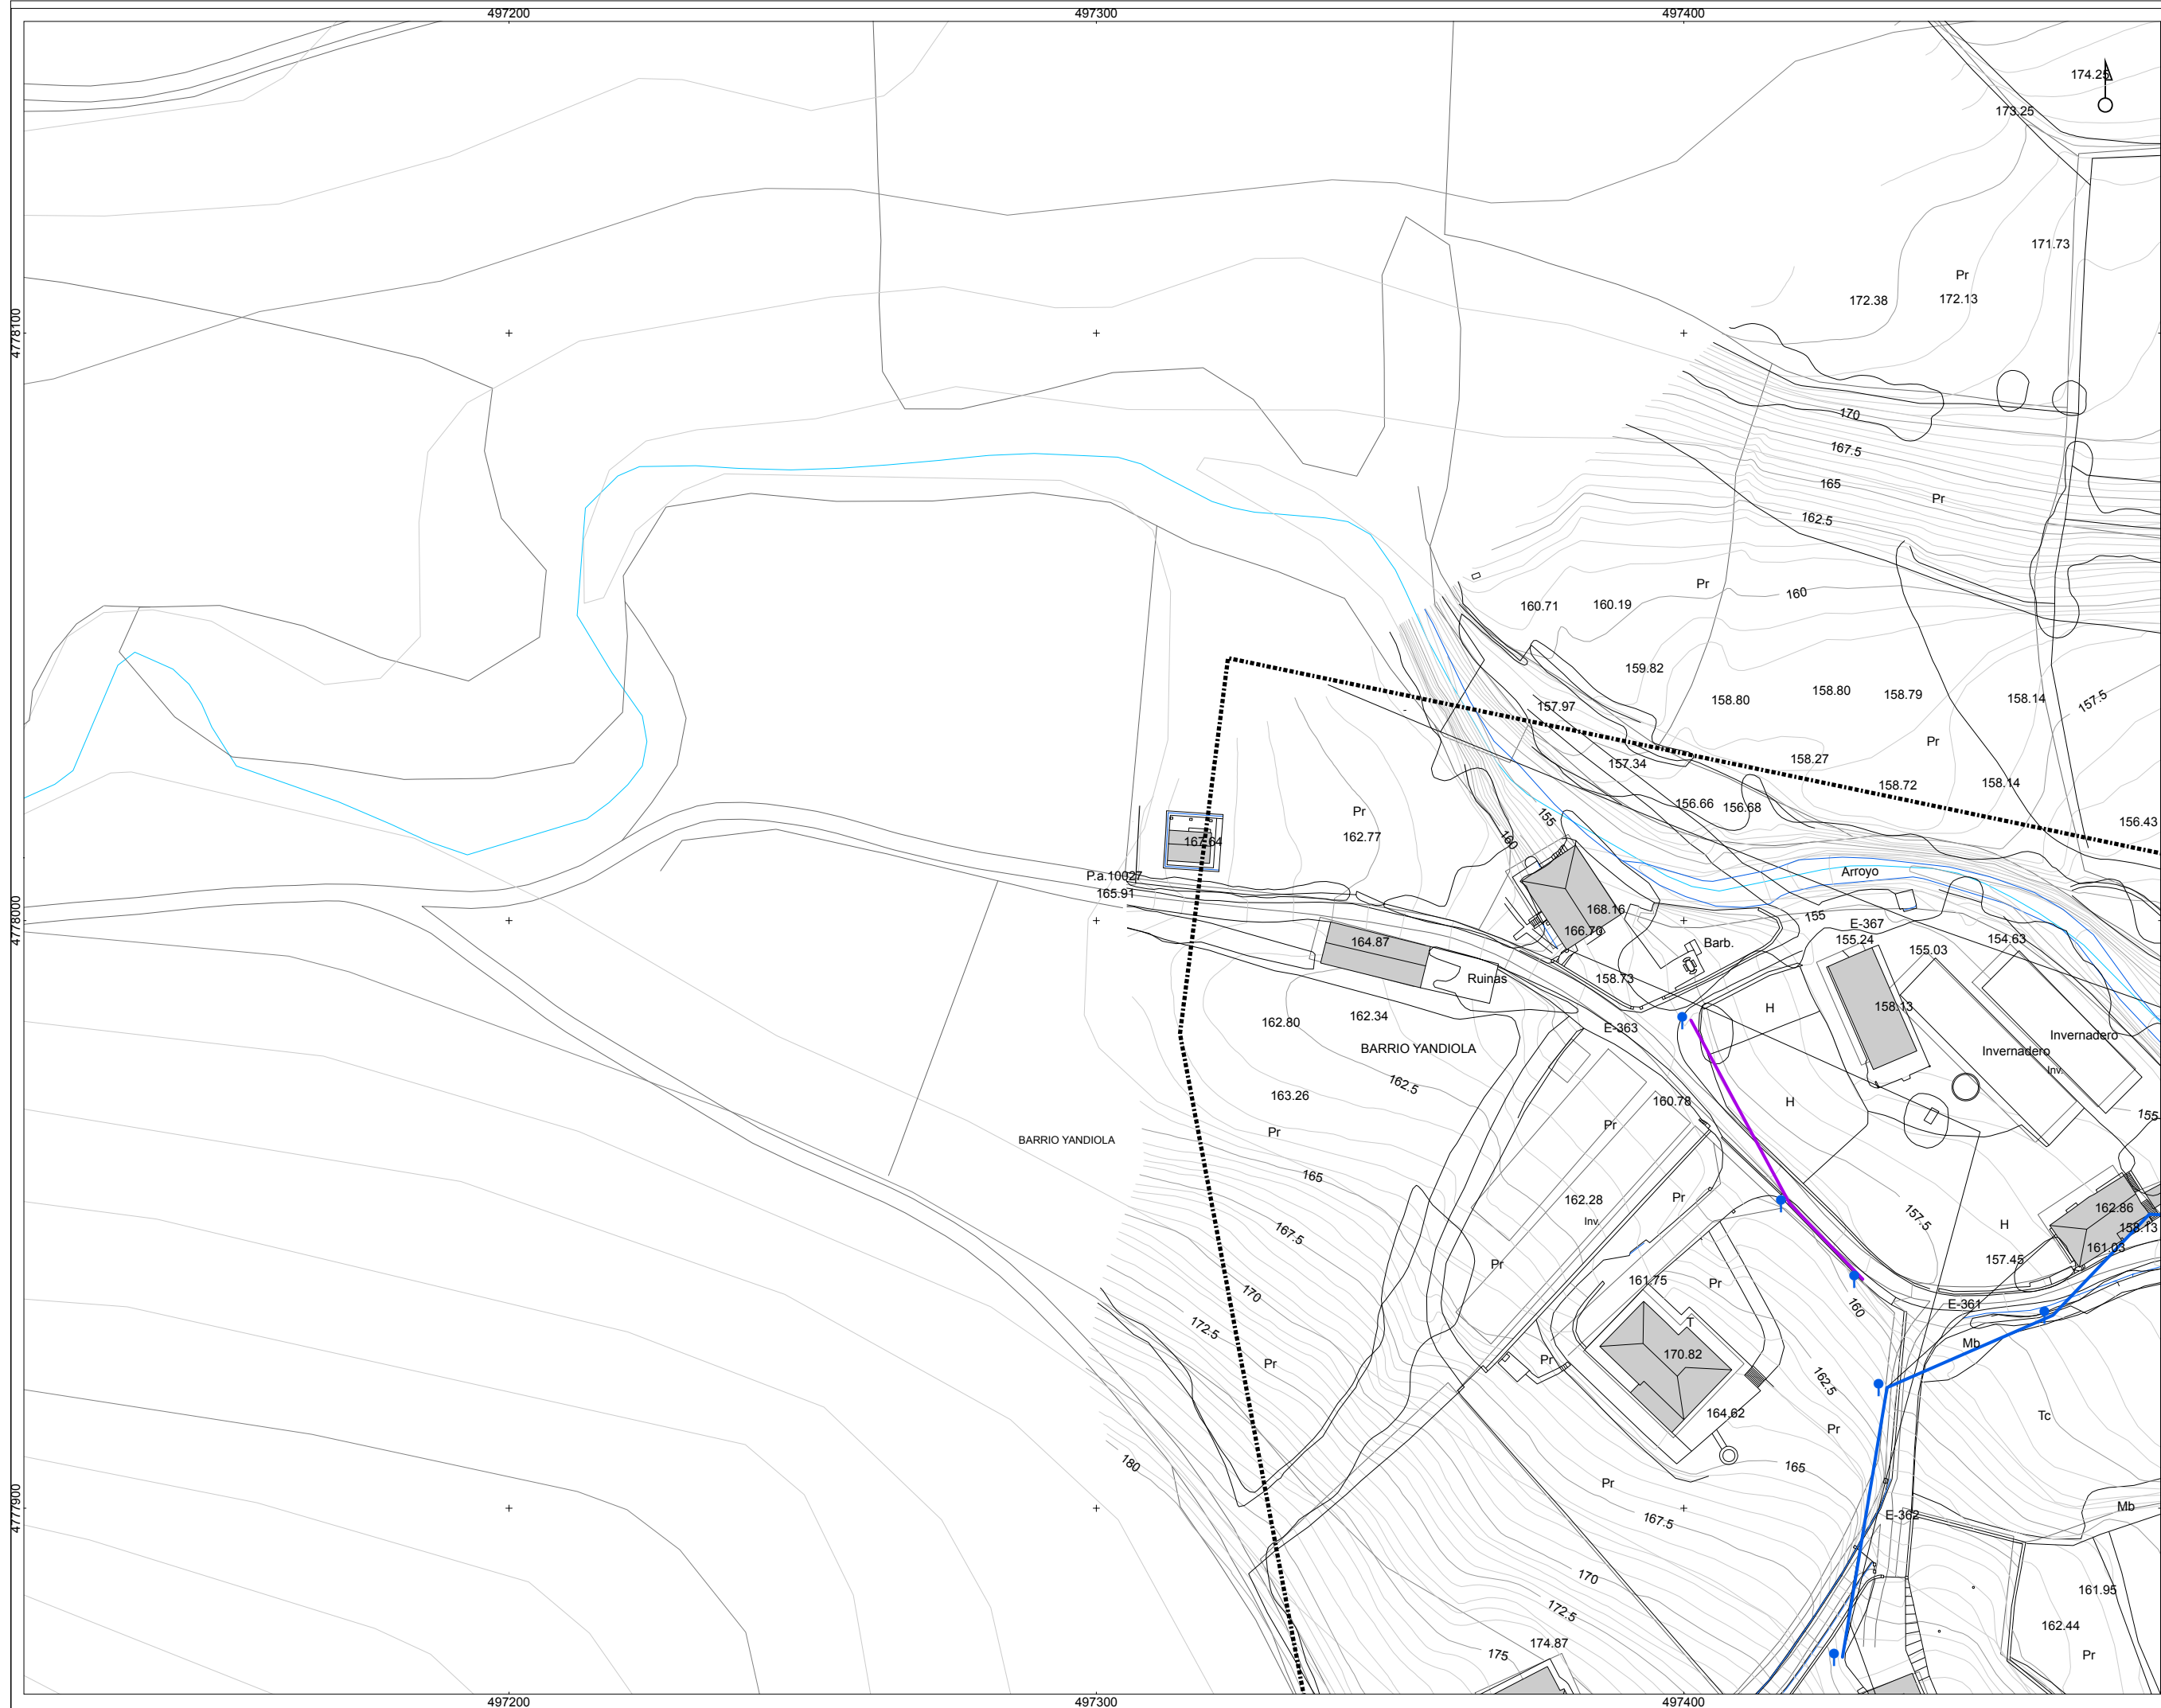 497200
497300
497400
174.25
173.25
171.73
Pr
172.38
172.13
4778100
170
167.5
165
Pr
162.5
Pr
160
160.71
160.19
159.82
158.80
158.80
158.79
158.14
157.5
157.97
Pr
157.34
158.27
158.72
158.14
156.66
156.68
156.43
Pr
162.77
155
160
167.64
P.a.10027
165.91
Arroyo
168.16
166.70
155
E-367
155.24
155.03
154.63
4778000
164.87
Barb.
Ruinas
158.73
158.13
H
162.80
162.34
E-363
BARRIO YANDIOLA
Invernadero
Invernadero
Inv.
162.5
163.26
160.78
H
155
Pr
Pr
BARRIO YANDIOLA
165
162.28
Pr
Inv.
157.5
H
162.86
158.13
161.03
167.5
157.45
Pr
161.75
Pr
170
160
E-361
172.5
T
Mb
Pr
Pr
170.82
162.5
164.62
Pr
Tc
180
165
Pr
Mb
4777900
167.5
E-362
170
161.95
172.5
162.44
174.87
175
Pr
497200
497300
497400